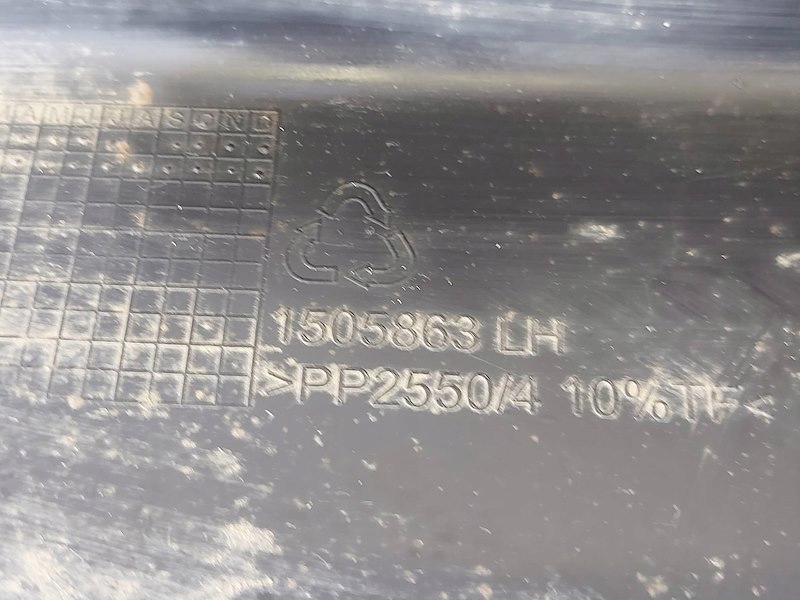 A M J J A S O N D
1505863 LH
>PP2550/4 10%TF<